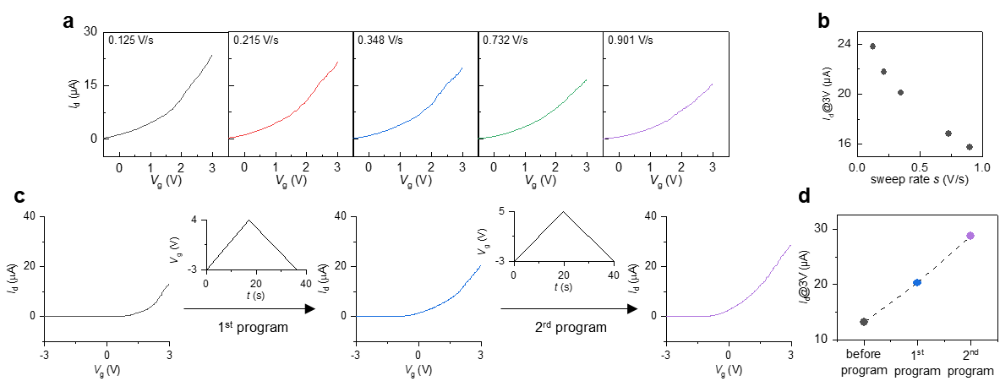 a
0.125 V/s
0.215 V/s
0.348 V/s
0.732 V/s
0.901 V/s
30
15
0
Id (μA)
0 1 2 3
0 1 2 3
0 1 2 3
0 1 2 3
0 1 2 3
Vg (V)
Vg (V)
Vg (V)
Vg (V)
Vg (V)
b
24
20
16
Id@3V (μA)
0.0 0.5 1.0
sweep rate s (V/s)
c
40
20
0
Id (μA)
-3 0 3
Vg (V)
4
-3
Vg (V)
0 20 40
t (s)
1st program
40
20
0
Id (μA)
-3 0 3
Vg (V)
5
-3
Vg (V)
0 20 40
t (s)
2rd program
40
20
0
Id (μA)
-3 0 3
Vg (V)
d
30
20
10
Id@3V (μA)
before
program
1st
program
2nd
program